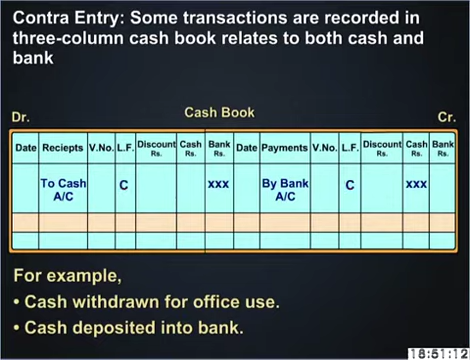 Contra Entry: Some transactions are recorded in
three-column cash book relates to both cash and
bank
Dr. Cash Book Cr.
Date Reciepts V.No. L.F. Discount Rs. Cash Rs. Bank Rs. Date Payments V.No. L.F. Discount Rs. Cash Rs. Bank Rs.
To Cash A/C C xxx By Bank A/C C xxx
For example,
• Cash withdrawn for office use.
• Cash deposited into bank.
18:51:12